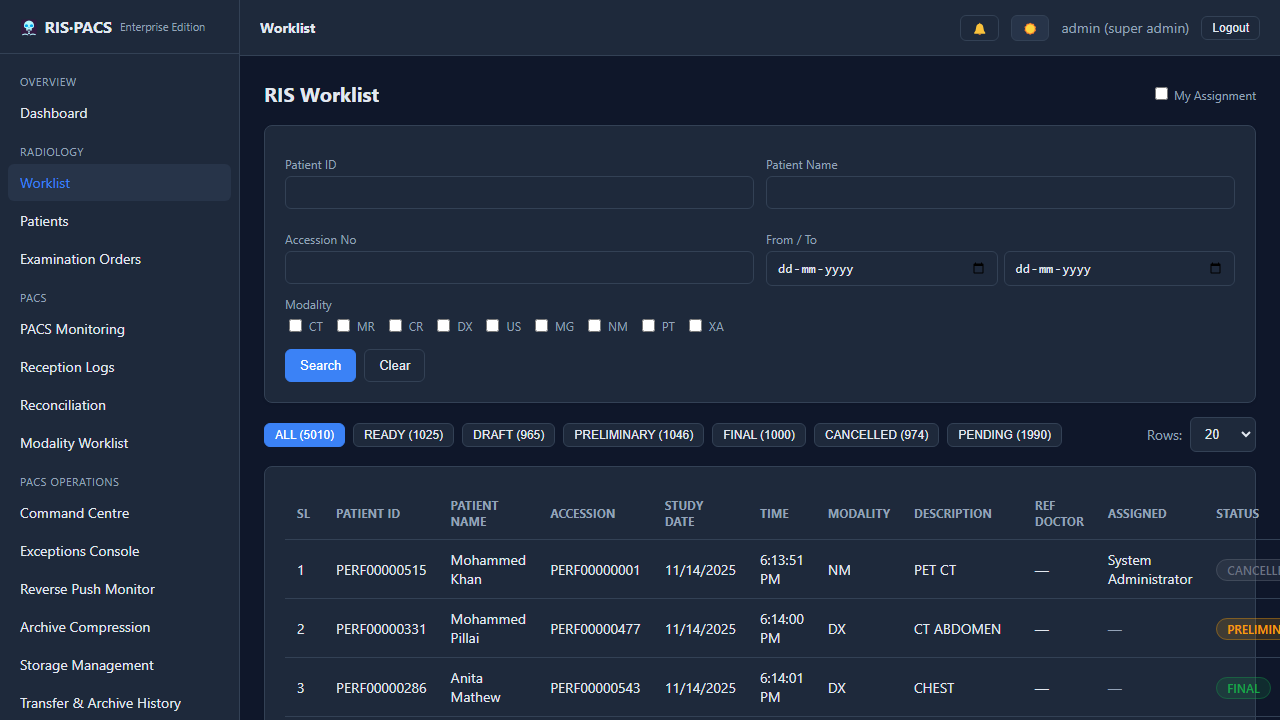 RIS·PACS Enterprise Edition
Worklist
admin (super admin)
Logout
OVERVIEW
Dashboard
RADIOLOGY
Worklist
Patients
Examination Orders
PACS
PACS Monitoring
Reception Logs
Reconciliation
Modality Worklist
PACS OPERATIONS
Command Centre
Exceptions Console
Reverse Push Monitor
Archive Compression
Storage Management
Transfer & Archive History
RIS Worklist
My Assignment
Patient ID
Patient Name
Accession No
From / To
dd-mm-yyyy
dd-mm-yyyy
Modality
CT MR CR DX US MG NM PT XA
Search Clear
ALL (5010) READY (1025) DRAFT (965) PRELIMINARY (1046) FINAL (1000) CANCELLED (974) PENDING (1990)
Rows: 20
SL PATIENT ID PATIENT NAME ACCESSION STUDY DATE TIME MODALITY DESCRIPTION REF DOCTOR ASSIGNED STATUS
1 PERF00000515 Mohammed Khan PERF00000001 11/14/2025 6:13:51 PM NM PET CT — System Administrator CANCELL
2 PERF00000331 Mohammed Pillai PERF00000477 11/14/2025 6:14:00 PM DX CT ABDOMEN — — PRELIMIN
3 PERF00000286 Anita Mathew PERF00000543 11/14/2025 6:14:01 PM DX CHEST — — FINAL